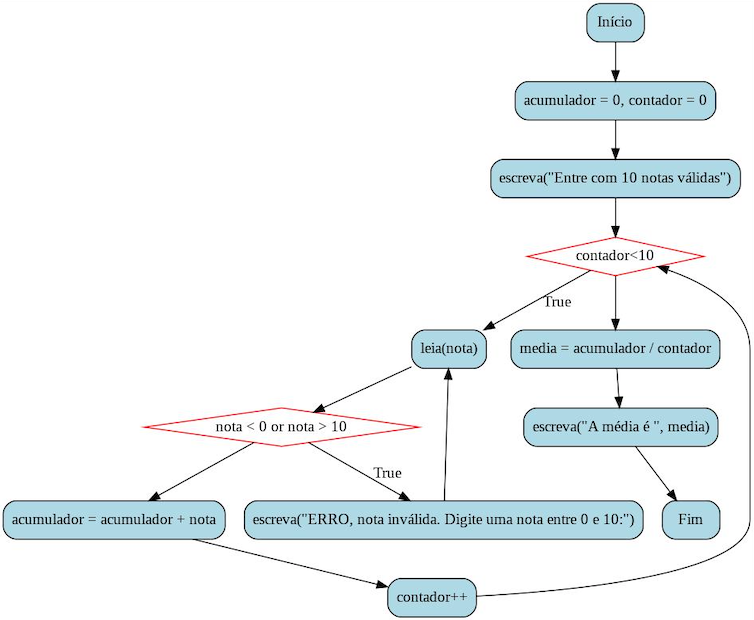 Início
acumulador = 0, contador = 0
escreva("Entre com 10 notas válidas")
contador<10
True
leia(nota)
media = acumulador / contador
nota < 0 or nota > 10
escreva("A média é ", media)
True
acumulador = acumulador + nota
escreva("ERRO, nota inválida. Digite uma nota entre 0 e 10:")
Fim
contador++